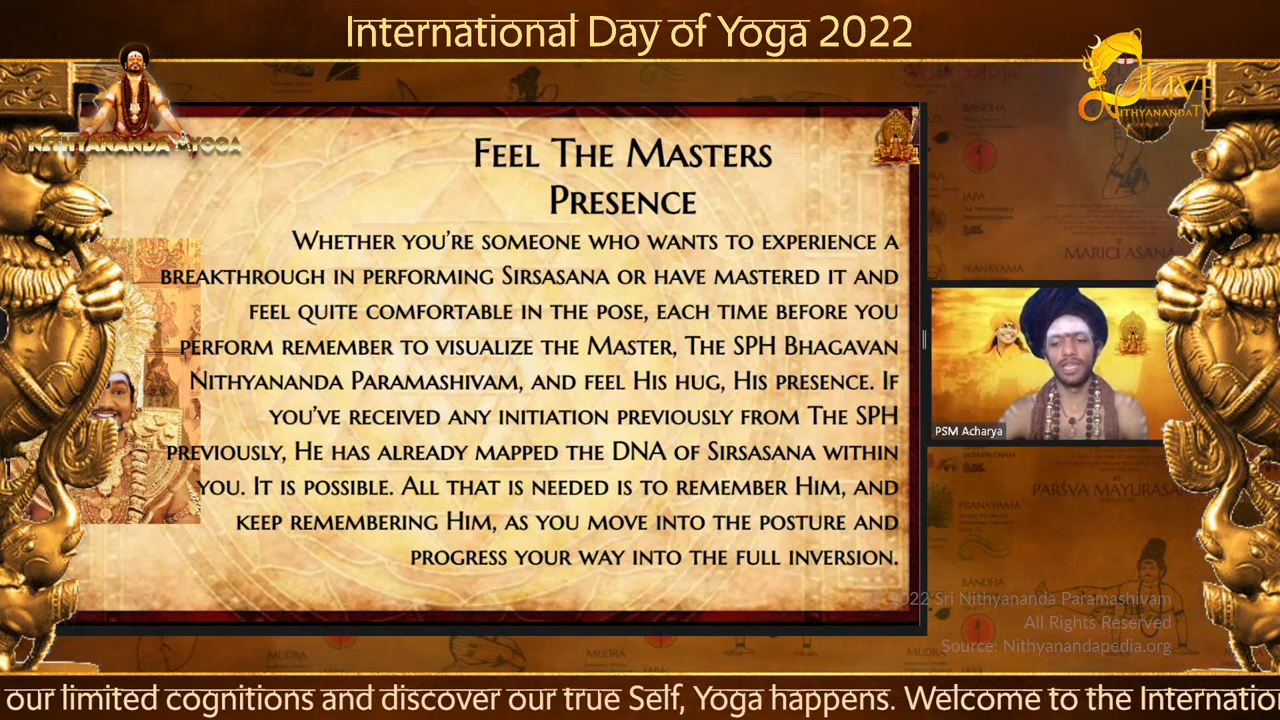 International Day of Yoga 2022
LIVE
NITHYANANDATV
NITHYANANDA YOGA
FEEL THE MASTERS
PRESENCE
WHETHER YOU'RE SOMEONE WHO WANTS TO EXPERIENCE A
BREAKTHROUGH IN PERFORMING SIRSASANA OR HAVE MASTERED IT AND
FEEL QUITE COMFORTABLE IN THE POSE, EACH TIME BEFORE YOU
PERFORM REMEMBER TO VISUALIZE THE MASTER, THE SPH BHAGAVAN
NITHYANANDA PARAMASHIVAM, AND FEEL HIS HUG, HIS PRESENCE. IF
YOU'VE RECEIVED ANY INITIATION PREVIOUSLY FROM THE SPH
PREVIOUSLY, HE HAS ALREADY MAPPED THE DNA OF SIRSASANA WITHIN
YOU. IT IS POSSIBLE. ALL THAT IS NEEDED IS TO REMEMBER HIM, AND
KEEP REMEMBERING HIM, AS YOU MOVE INTO THE POSTURE AND
PROGRESS YOUR WAY INTO THE FULL INVERSION.
BANDHA
JAPA
MARICI ASANA
PRANAYAMA
PSM Acharya
PRANAYAMA
BANDHA
2022 Sri Nithyananda Paramashivam
All Rights Reserved
Source: Nithyanandapedia.org
MUDRA
MUDRA
MUDRA
our limited cognitions and discover our true Self, Yoga happens. Welcome to the Internatio